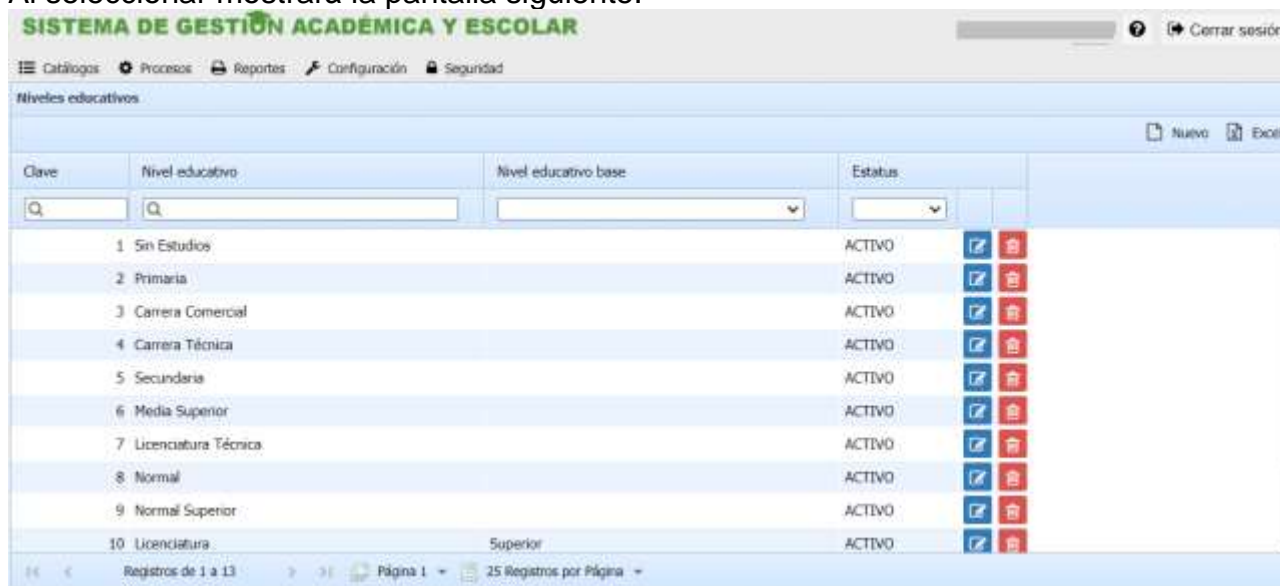 Al seleccionar mostrará la pantalla siguiente:
SISTEMA DE GESTIÓN ACADÉMICA Y ESCOLAR
Cerrar sesión
Catálogos Procesos Reportes Configuración Seguridad
Niveles educativos
Nuevo Excel
Clave Nivel educativo Nivel educativo base Estatus
1 Sin Estudios ACTIVO
2 Primaria ACTIVO
3 Carrera Comercial ACTIVO
4 Carrera Técnica ACTIVO
5 Secundaria ACTIVO
6 Media Superior ACTIVO
7 Licenciatura Técnica ACTIVO
8 Normal ACTIVO
9 Normal Superior ACTIVO
10 Licenciatura Superior ACTIVO
Registros de 1 a 13 Página 1 25 Registros por Página